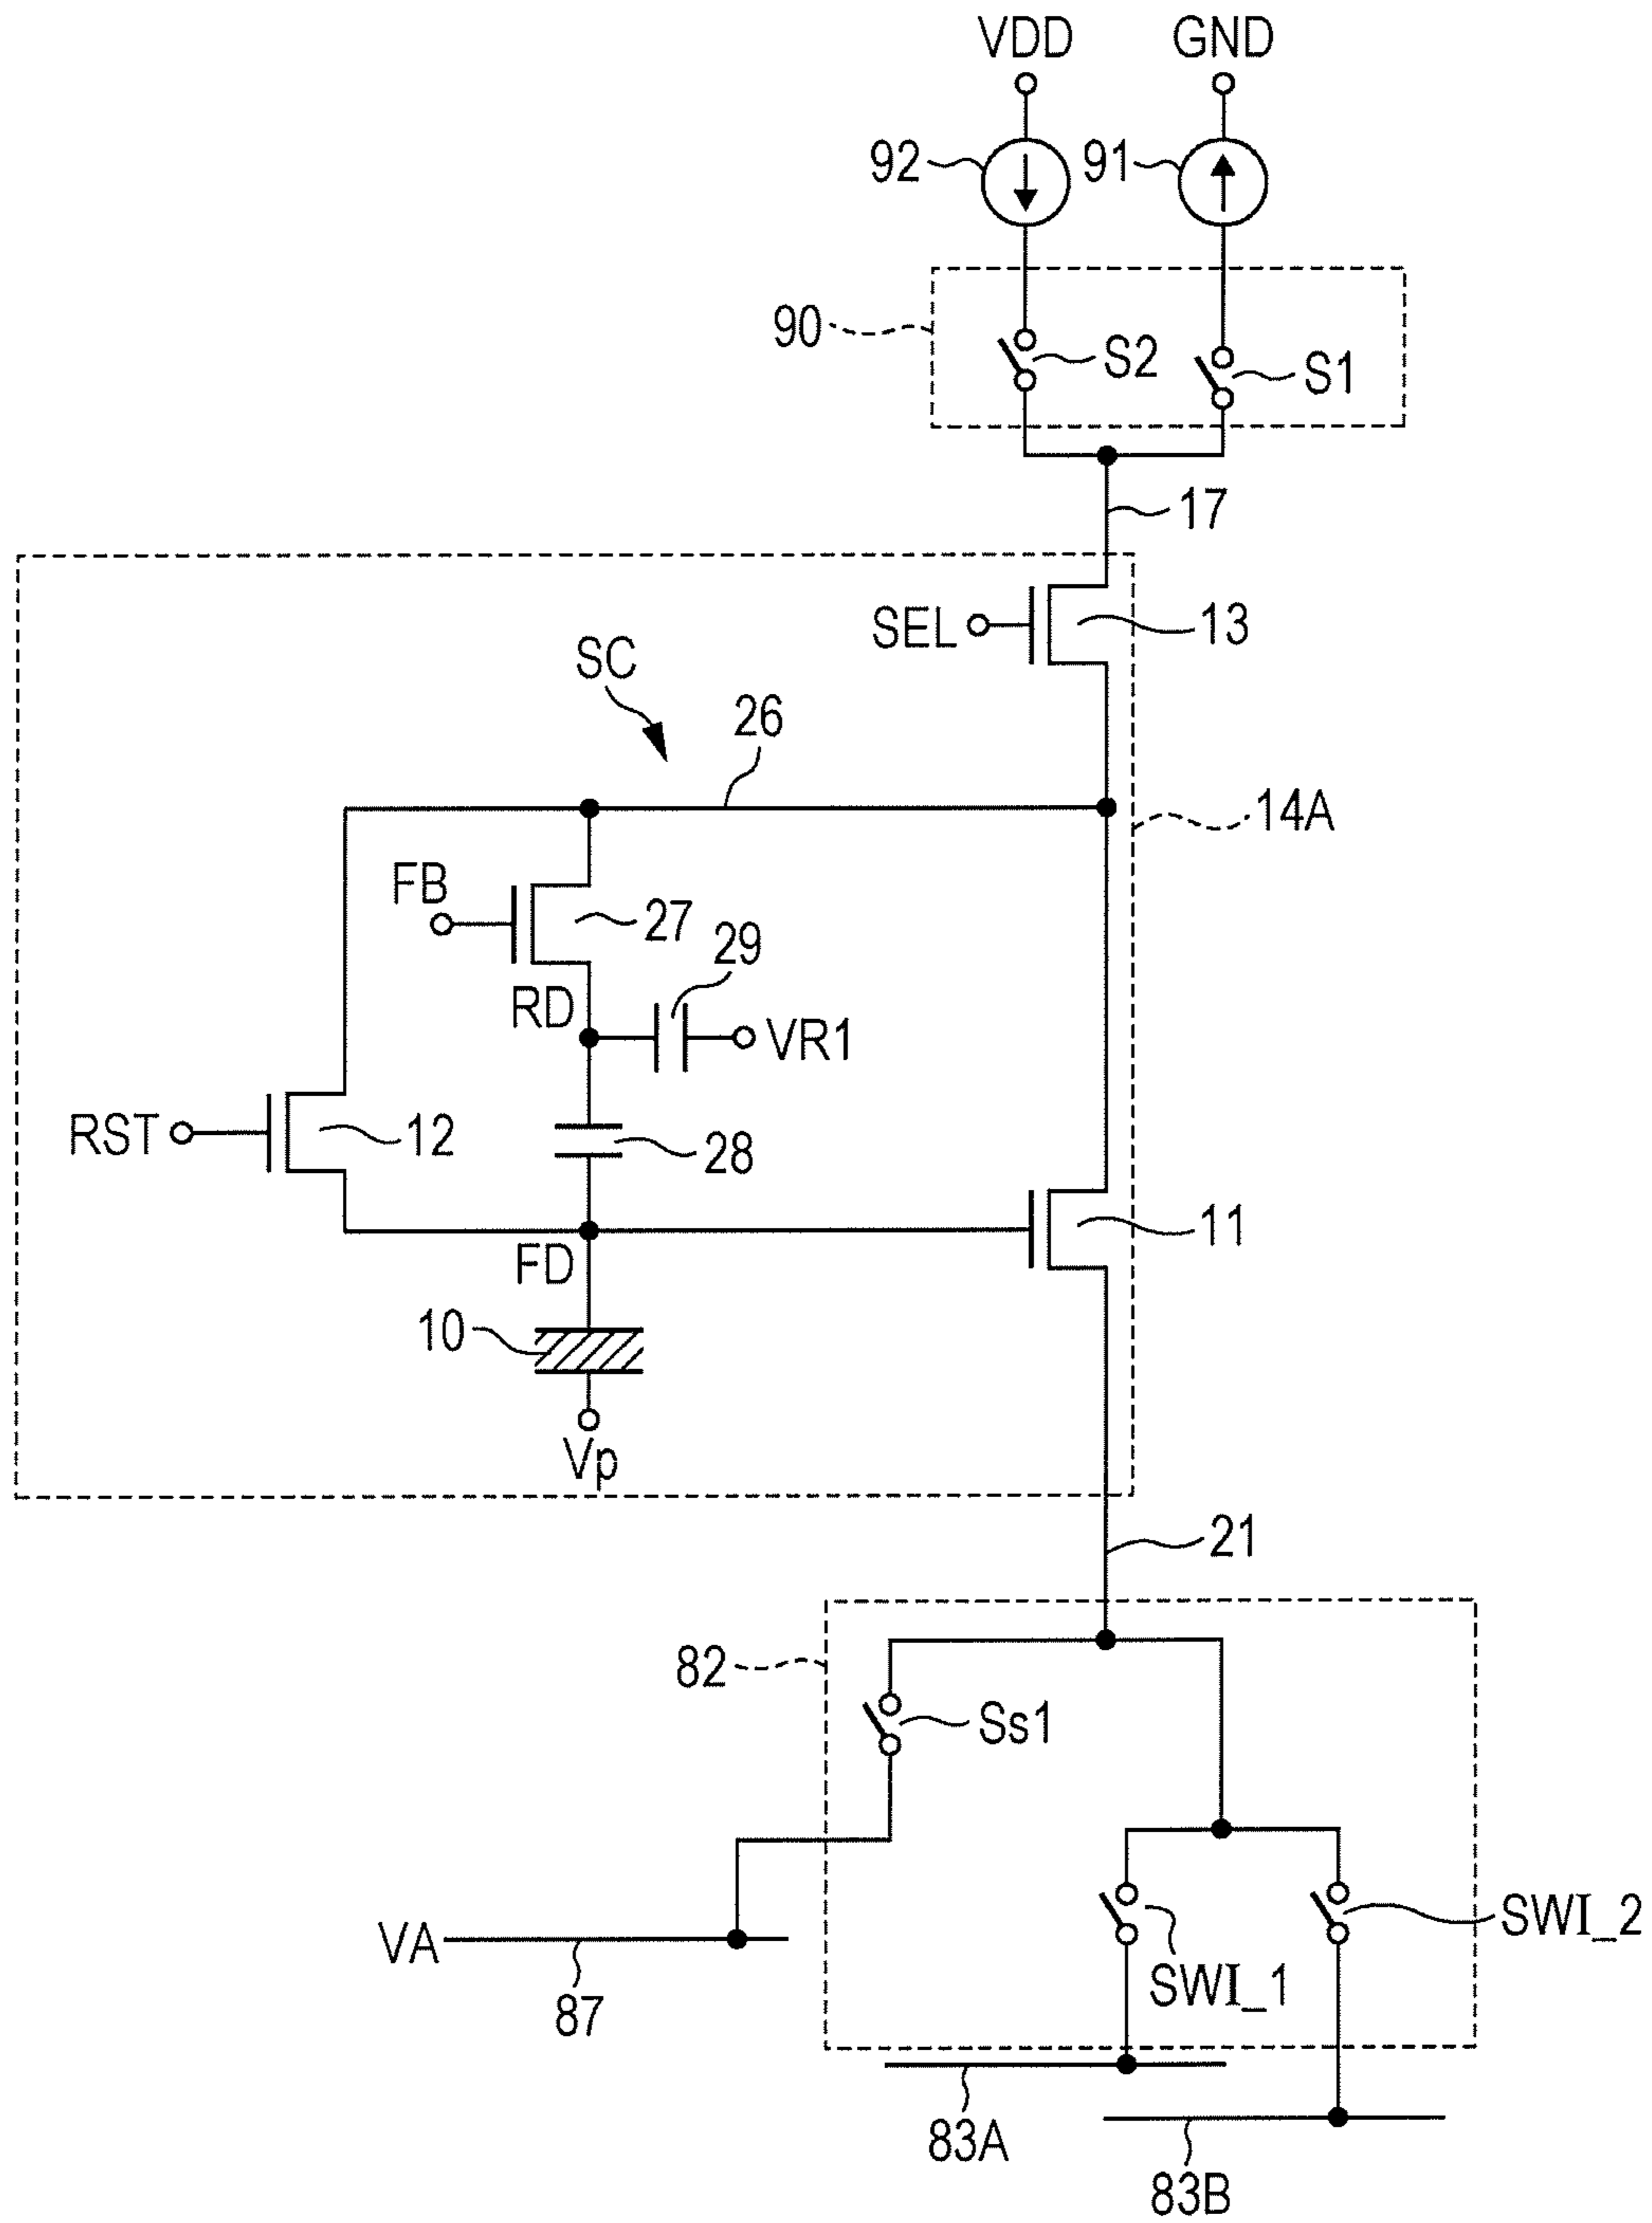 VDD GND
92 91
90 S2 S1
17
SEL 13
SC
26
14A
FB 27
29
RD
VR1
RST 12
28
11
FD
10
Vp
21
82
Ss1
SWI_2
VA
SWI_1
87
83A
83B